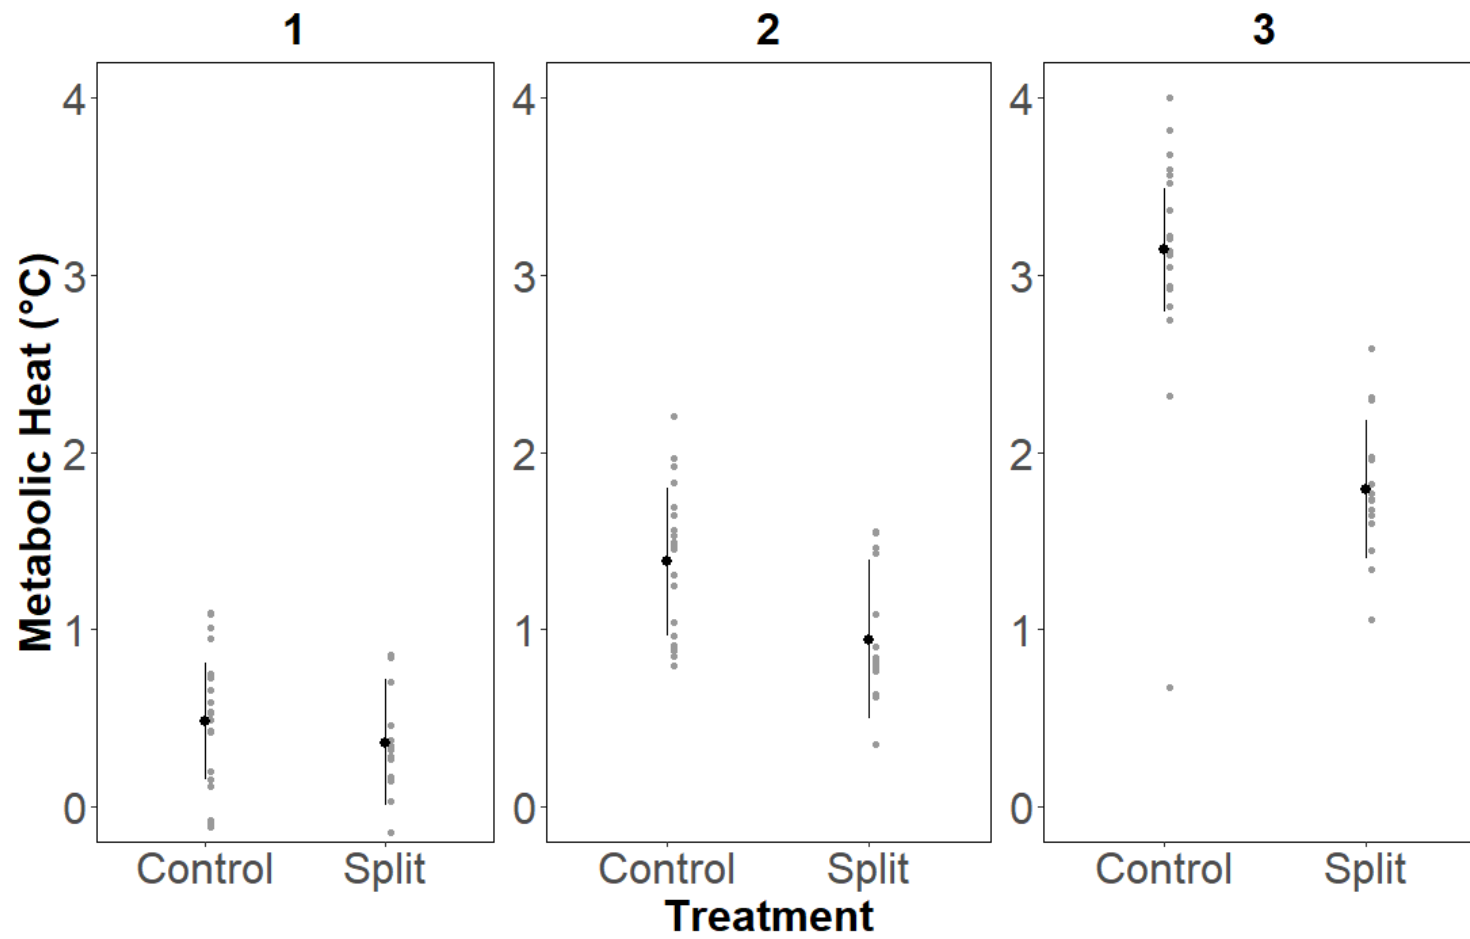 1 2 3
Metabolic Heat (°C)
4 4 4
3 3 3
2 2 2
1 1 1
0 0 0
Control Split Control Split Control Split
Treatment